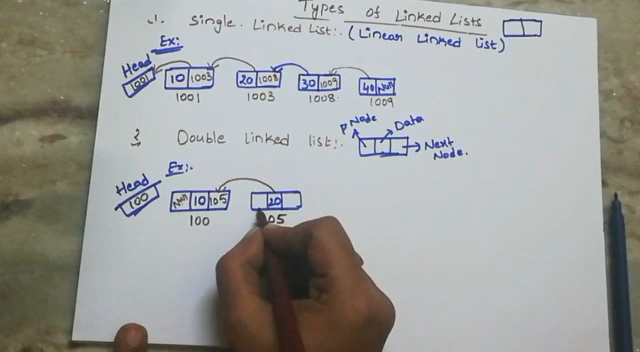 Types of Linked Lists
1. Single Linked List:. (Linear Linked List)
Ex:
Head
1001
10 1003 20 1008 30 1009 40 Null
1001 1003 1008 1009
2 Double Linked list:.
P Node
Data
Next Node.
Ex:
Head
100
Null 10 105 20
100 105